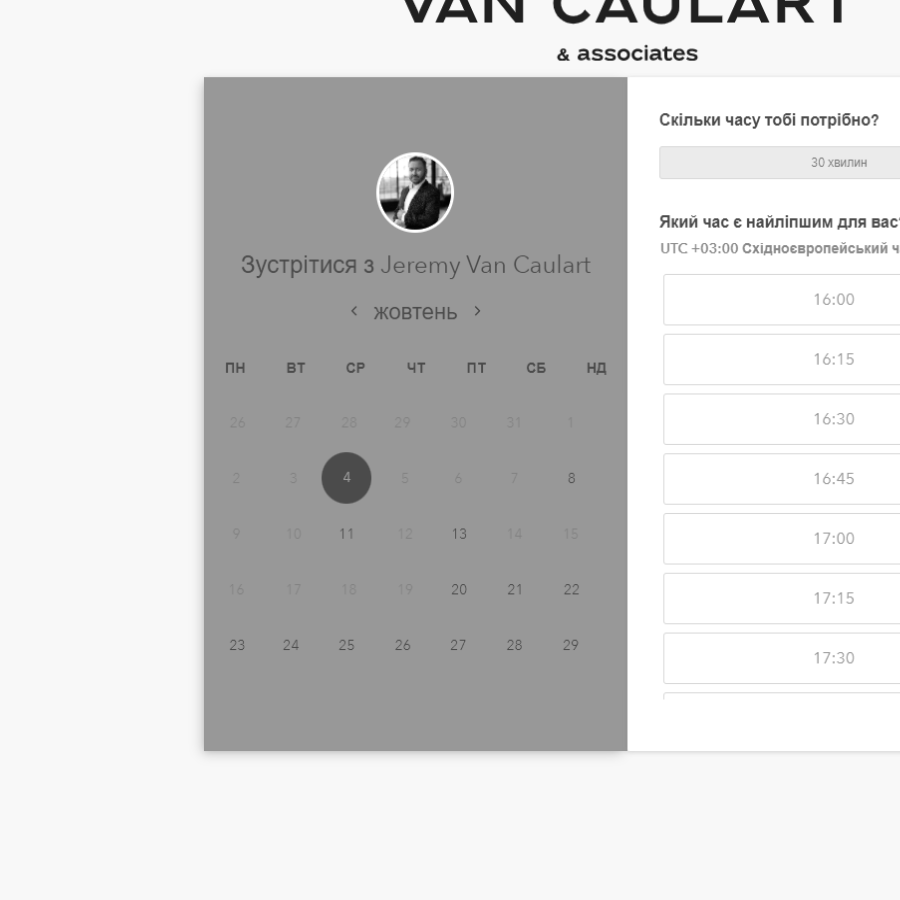 VAN CAULART
& associates
Зустрітися з Jeremy Van Caulart
жовтень
ПН ВТ СР ЧТ ПТ СБ НД
26 27 28 29 30 31 1
2 3 4 5 6 7 8
9 10 11 12 13 14 15
16 17 18 19 20 21 22
23 24 25 26 27 28 29
Скільки часу тобі потрібно?
30 хвилин
Який час є найліпшим для
UTC +03:00 Східноєвропейський
16:00
16:15
16:30
16:45
17:00
17:15
17:30